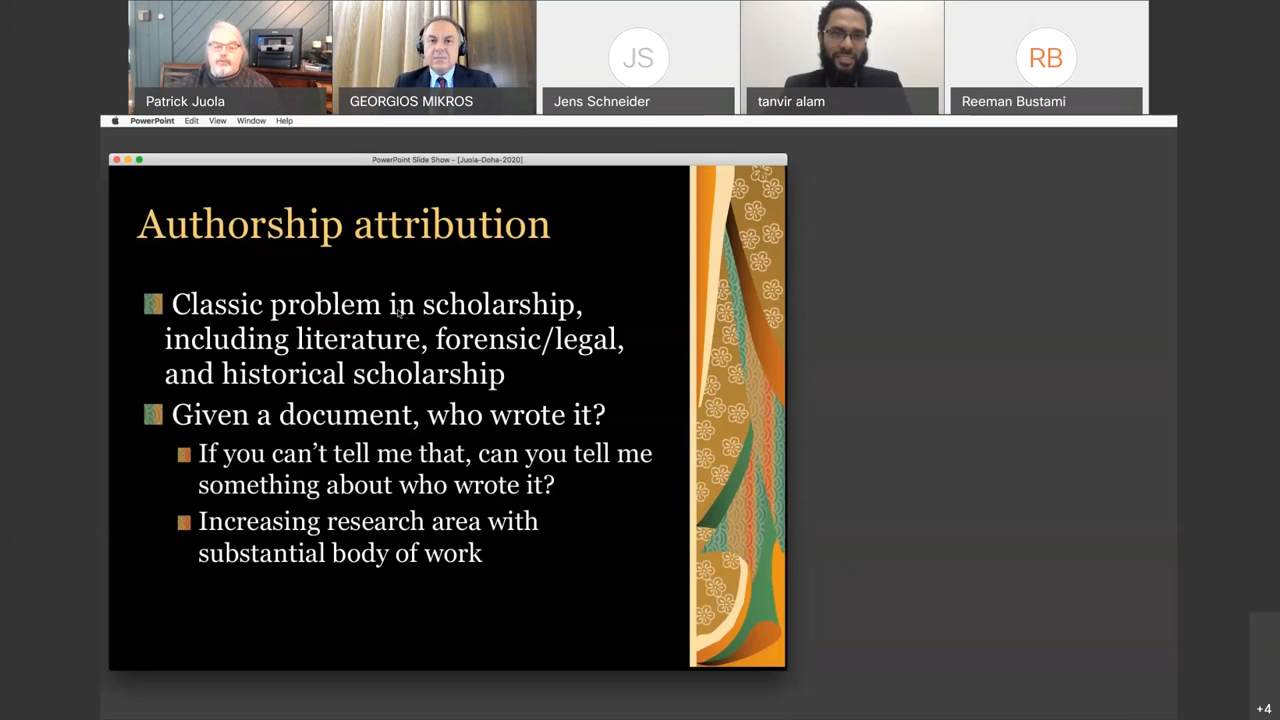 JS
RB
Patrick Juola
GEORGIOS MIKROS
Jens Schneider
tanvir alam
Reeman Bustami
PowerPoint Edit View Window Help
PowerPoint Slide Show - [Juola-Doha-2020]
Authorship attribution
Classic problem in scholarship,
including literature, forensic/legal,
and historical scholarship
Given a document, who wrote it?
If you can't tell me that, can you tell me
something about who wrote it?
Increasing research area with
substantial body of work
+4